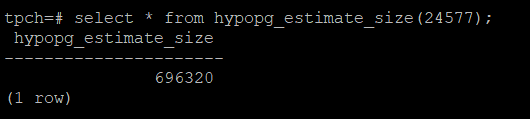 tpch=# select * from hypopg_estimate_size(24577);
 hypopg_estimate_size
----------------------
               696320
(1 row)